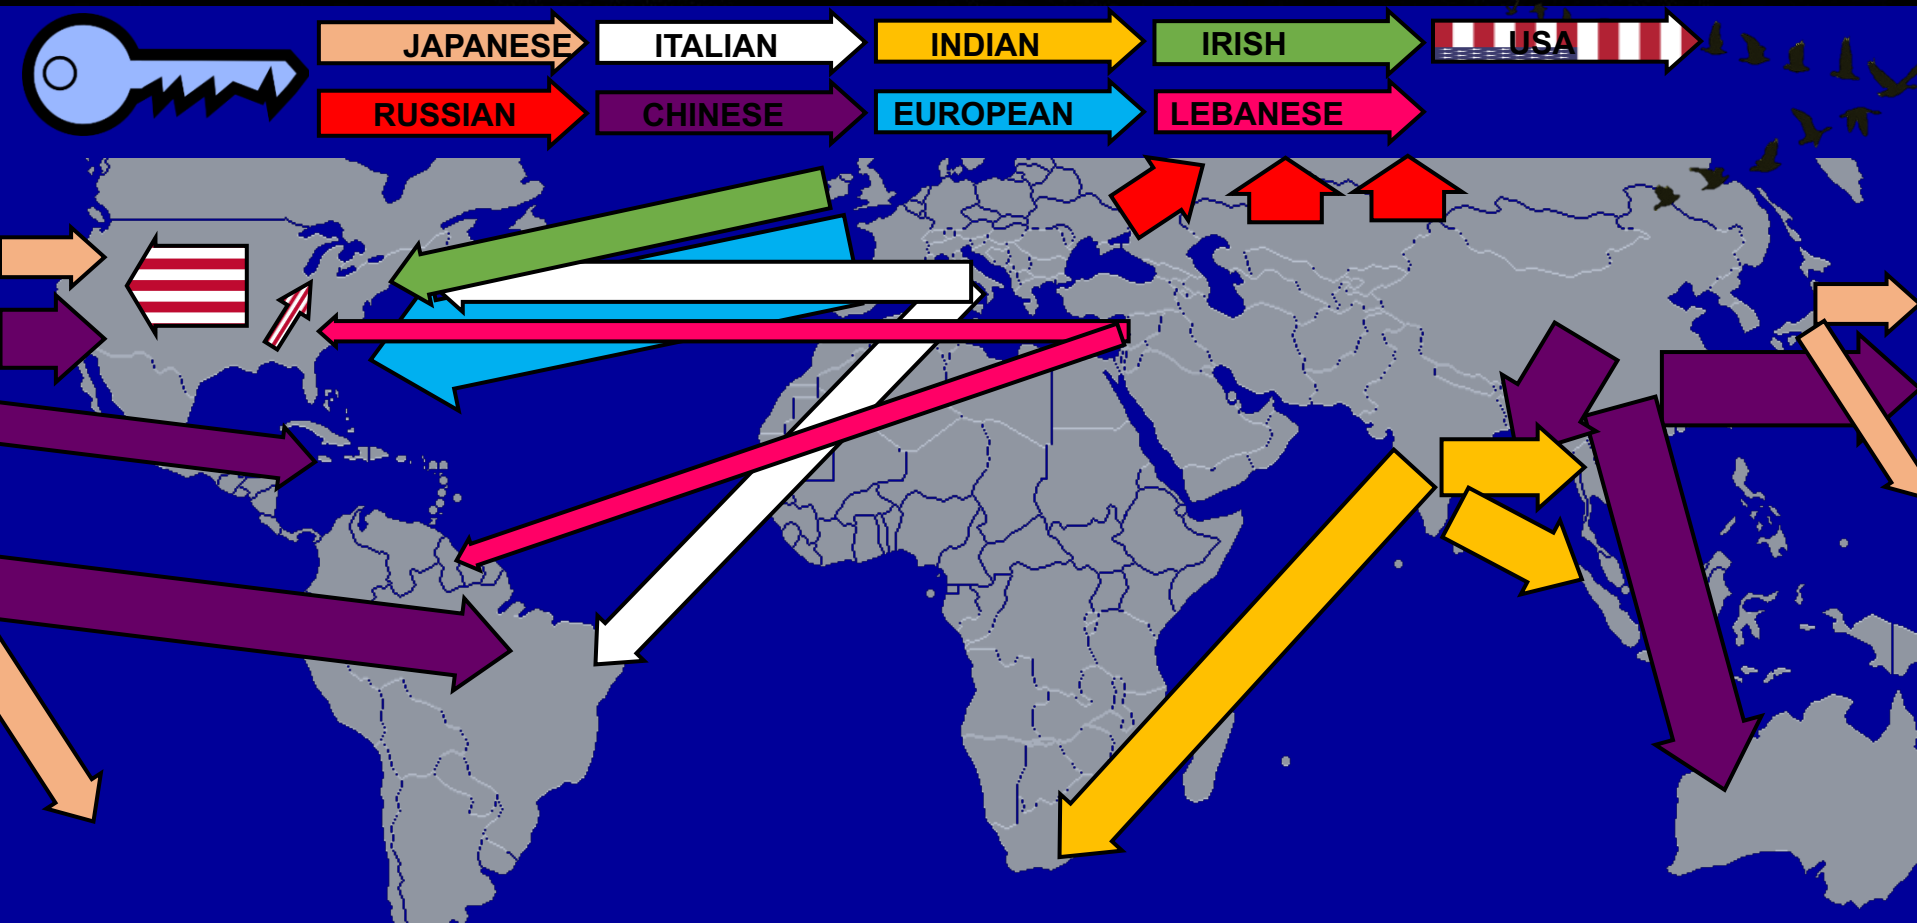 JAPANESE
ITALIAN
INDIAN
IRISH
USA
RUSSIAN
CHINESE
EUROPEAN
LEBANESE